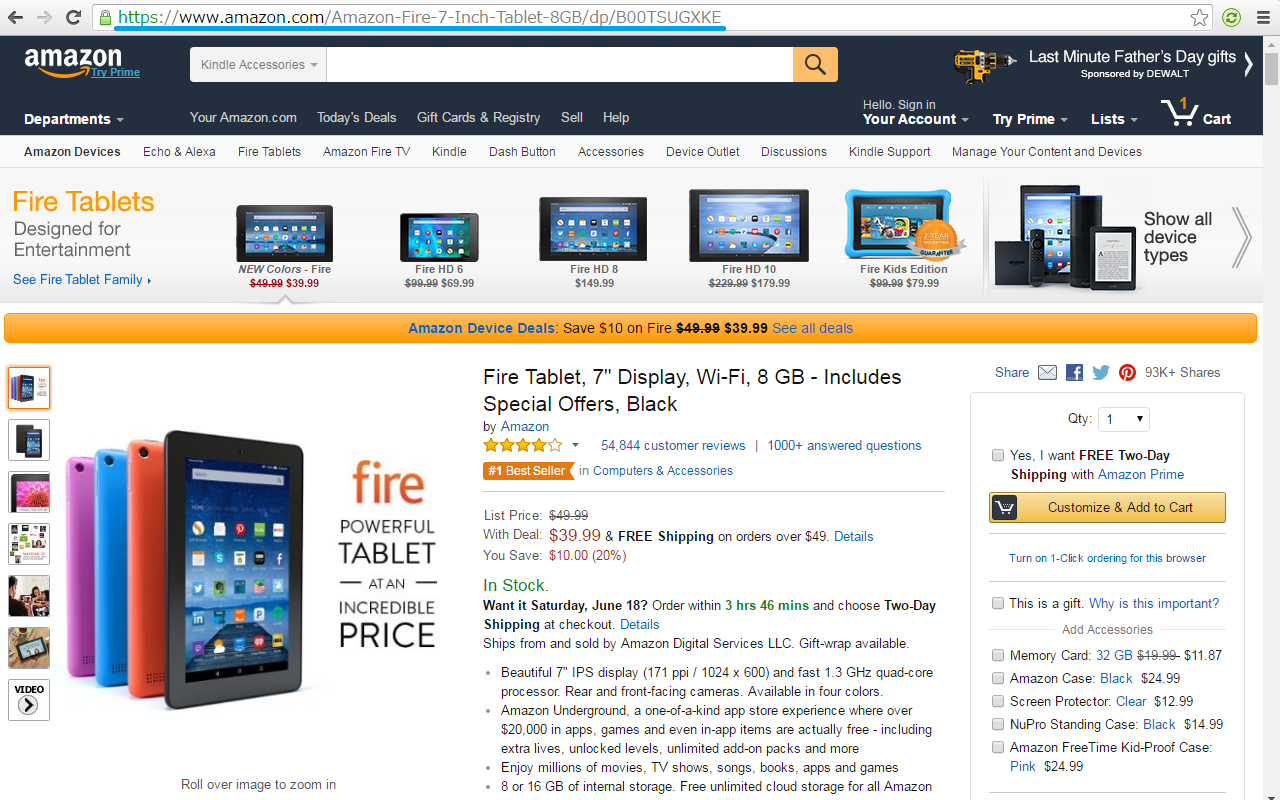 https://www.amazon.com/Amazon-Fire-7-Inch-Tablet-8GB/dp/B00TSUGXKE
amazon
Try Prime
Kindle Accessories
Last Minute Father's Day gifts
Sponsored by DEWALT
Departments
Your Amazon.com Today's Deals Gift Cards & Registry Sell Help
Hello. Sign in
Your Account
Try Prime
Lists
1
Cart
Amazon Devices Echo & Alexa Fire Tablets Amazon Fire TV Kindle Dash Button Accessories Device Outlet Discussions Kindle Support Manage Your Content and Devices
Fire Tablets
Designed for
Entertainment
See Fire Tablet Family
NEW Colors - Fire
$49.99 $39.99
Fire HD 6
$99.99 $69.99
Fire HD 8
$149.99
Fire HD 10
$229.99 $179.99
2-YEAR
GUARANTEE
Fire Kids Edition
$99.99 $79.99
Show all
device
types
Amazon Device Deals: Save $10 on Fire $49.99 $39.99 See all deals
VIDEO
fire
POWERFUL
TABLET
AT AN
INCREDIBLE
PRICE
Roll over image to zoom in
Fire Tablet, 7" Display, Wi-Fi, 8 GB - Includes
Special Offers, Black
by Amazon
54,844 customer reviews | 1000+ answered questions
#1 Best Seller in Computers & Accessories
List Price: $49.99
With Deal: $39.99 & FREE Shipping on orders over $49. Details
You Save: $10.00 (20%)
In Stock.
Want it Saturday, June 18? Order within 3 hrs 46 mins and choose Two-Day
Shipping at checkout. Details
Ships from and sold by Amazon Digital Services LLC. Gift-wrap available.
Beautiful 7" IPS display (171 ppi / 1024 x 600) and fast 1.3 GHz quad-core
processor. Rear and front-facing cameras. Available in four colors.
Amazon Underground, a one-of-a-kind app store experience where over
$20,000 in apps, games and even in-app items are actually free - including
extra lives, unlocked levels, unlimited add-on packs and more
Enjoy millions of movies, TV shows, songs, books, apps and games
8 or 16 GB of internal storage. Free unlimited cloud storage for all Amazon
Share 93K+ Shares
Qty: 1
Yes, I want FREE Two-Day
Shipping with Amazon Prime
Customize & Add to Cart
Turn on 1-Click ordering for this browser
This is a gift. Why is this important?
Add Accessories
Memory Card: 32 GB $19.99 $11.87
Amazon Case: Black $24.99
Screen Protector: Clear $12.99
NuPro Standing Case: Black $14.99
Amazon FreeTime Kid-Proof Case:
Pink $24.99